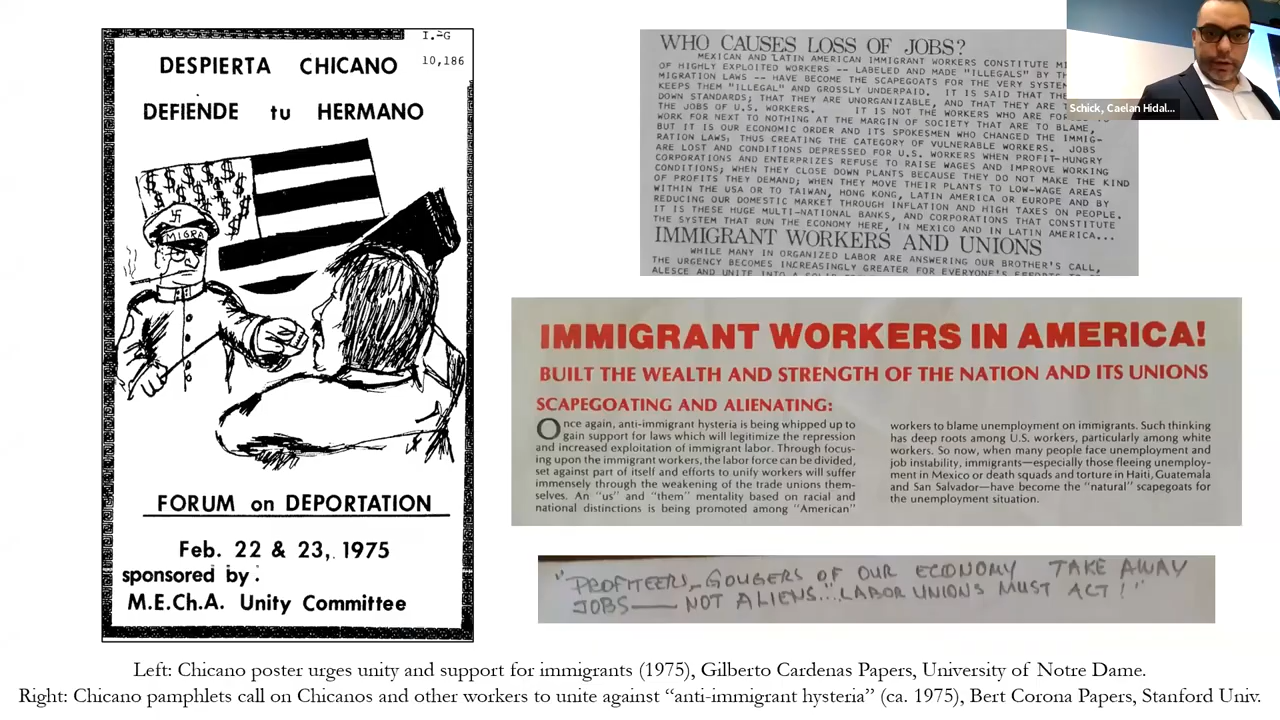 I.-G
10,186
DESPIERTA CHICANO
DEFIENDE tu HERMANO
MIGRA
FORUM on DEPORTATION
Feb. 22 & 23, 1975
sponsored by:
M.E.Ch.A. Unity Committee
WHO CAUSES LOSS OF JOBS?
MEXICAN AND LATIN AMERICAN IMMIGRANT WORKERS CONSTITUTE
OF HIGHLY EXPLOITED WORKERS -- LABELED AND MADE "ILLEGALS" BY
MIGRATION LAWS -- HAVE BECOME THE SCAPEGOATS FOR THE VERY
KEEPS THEM "ILLEGAL" AND GROSSLY UNDERPAID. IT IS SAID THAT
DOWN STANDARDS; THAT THEY ARE UNORGANIZABLE, AND THAT THEY ARE
THE JOBS OF U.S. WORKERS. IT IS NOT THE WORKERS WHO ARE
WORK FOR NEXT TO NOTHING AT THE MARGIN OF SOCIETY THAT ARE TO BLAME,
BUT IT IS OUR ECONOMIC ORDER AND ITS SPOKESMEN WHO CHANGED THE IMMIG-
RATION LAWS, THUS CREATING THE CATEGORY OF VULNERABLE WORKERS. JOBS
ARE LOST AND CONDITIONS DEPRESSED FOR U.S. WORKERS WHEN PROFIT-HUNGRY
CORPORATIONS AND ENTERPRIZES REFUSE TO RAISE WAGES AND IMPROVE WORKING
CONDITIONS; WHEN THEY CLOSE DOWN PLANTS BECAUSE THEY DO NOT MAKE THE KIND
OF PROFITS THEY DEMAND; WHEN THEY MOVE THEIR PLANTS TO LOW-WAGE AREAS
WITHIN THE USA OR TO TAIWAN, HONG KONG, LATIN AMERICA OR EUROPE AND BY
REDUCING OUR DOMESTIC MARKET THROUGH INFLATION AND HIGH TAXES ON PEOPLE.
IT IS THESE HUGE MULTI-NATIONAL BANKS, AND CORPORATIONS THAT CONSTITUTE
THE SYSTEM THAT RUN THE ECONOMY HERE, IN MEXICO AND IN LATIN AMERICA...
IMMIGRANT WORKERS AND UNIONS
WHILE MANY IN ORGANIZED LABOR ARE ANSWERING OUR BROTHER'S CALL,
THE URGENCY BECOMES INCREASINGLY GREATER FOR EVERYONE'S
ALESCE AND UNITE INTO A
Schick, Caelan Hidal...
IMMIGRANT WORKERS IN AMERICA!
BUILT THE WEALTH AND STRENGTH OF THE NATION AND ITS UNIONS
SCAPEGOATING AND ALIENATING:
Once again, anti-immigrant hysteria is being whipped up to
gain support for laws which will legitimize the repression
and increased exploitation of immigrant labor. Through focus-
ing upon the immigrant workers, the labor force can be divided,
set against part of itself and efforts to unify workers will suffer
immensely through the weakening of the trade unions them-
selves. An "us" and "them" mentality based on racial and
national distinctions is being promoted among "American"
workers to blame unemployment on immigrants. Such thinking
has deep roots among U.S. workers, particularly among white
workers. So now, when many people face unemployment and
job instability, immigrants—especially those fleeing unemploy-
ment in Mexico or death squads and torture in Haiti, Guatemala
and San Salvador—have become the "natural" scapegoats for
the unemployment situation.
"PROFITEERS, GOUGERS OF OUR ECONOMY TAKE AWAY
JOBS — NOT ALIENS... LABOR UNIONS MUST ACT!"
Left: Chicano poster urges unity and support for immigrants (1975), Gilberto Cardenas Papers, University of Notre Dame.
Right: Chicano pamphlets call on Chicanos and other workers to unite against “anti-immigrant hysteria” (ca. 1975), Bert Corona Papers, Stanford Univ.